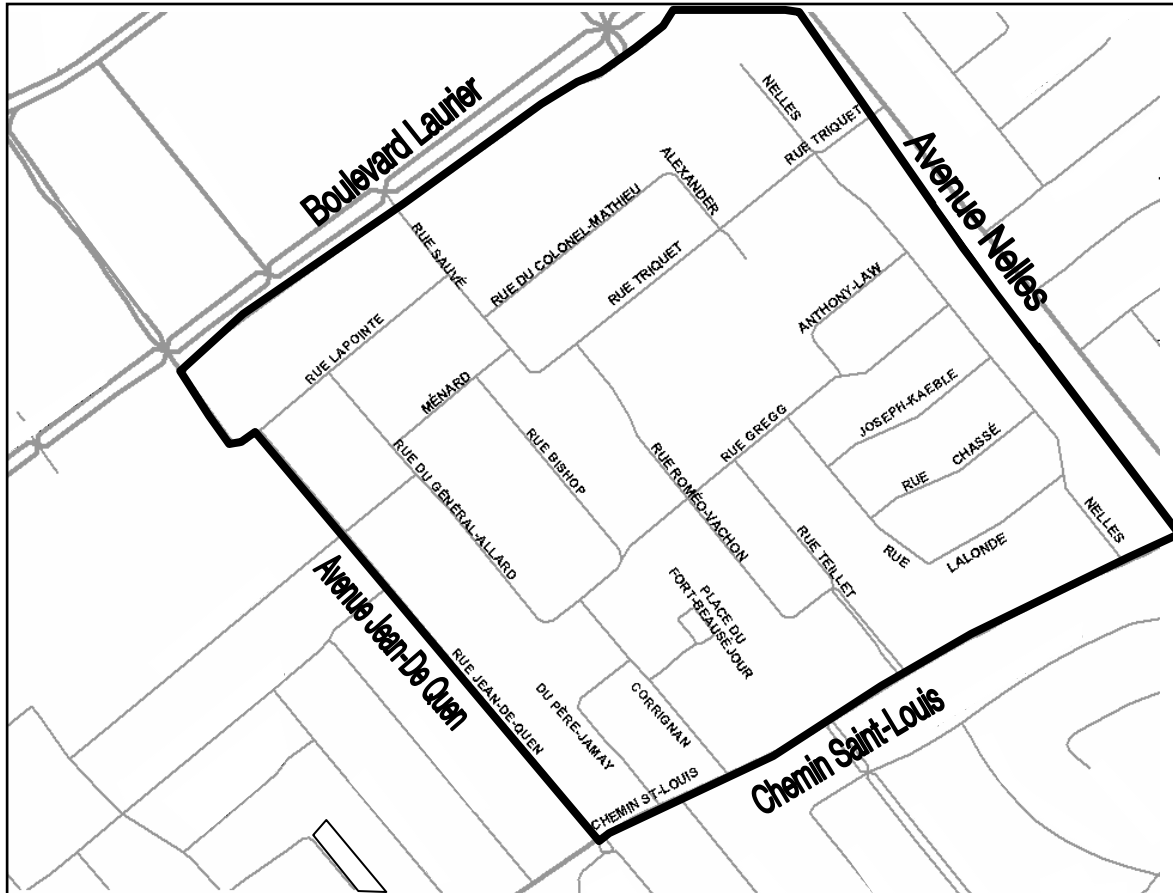 Boulevard Laurier
NELLES
RUE TRIQUET
Avenue Nelles
ALEXANDER
RUE DU COLONEL-MATHIEU
RUE SAUVÉ
RUE TRIQUET
ANTHONY-LAW
RUE LAPOINTE
MÉNARD
JOSEPH-KAEBLE
RUE GREGG
RUE CHASSÉ
RUE BISHOP
RUE ROMÉO-VACHON
RUE DU GÉNÉRAL-ALLARD
NELLES
RUE TEILLET
RUE LALONDE
PLACE DU
FORT-BEAUSÉJOUR
Avenue Jean-De Quen
RUE JEAN-DE-QUEN
DU PÈRE-JAMAY
CORRIGNAN
Chemin Saint-Louis
CHEMIN ST-LOUIS